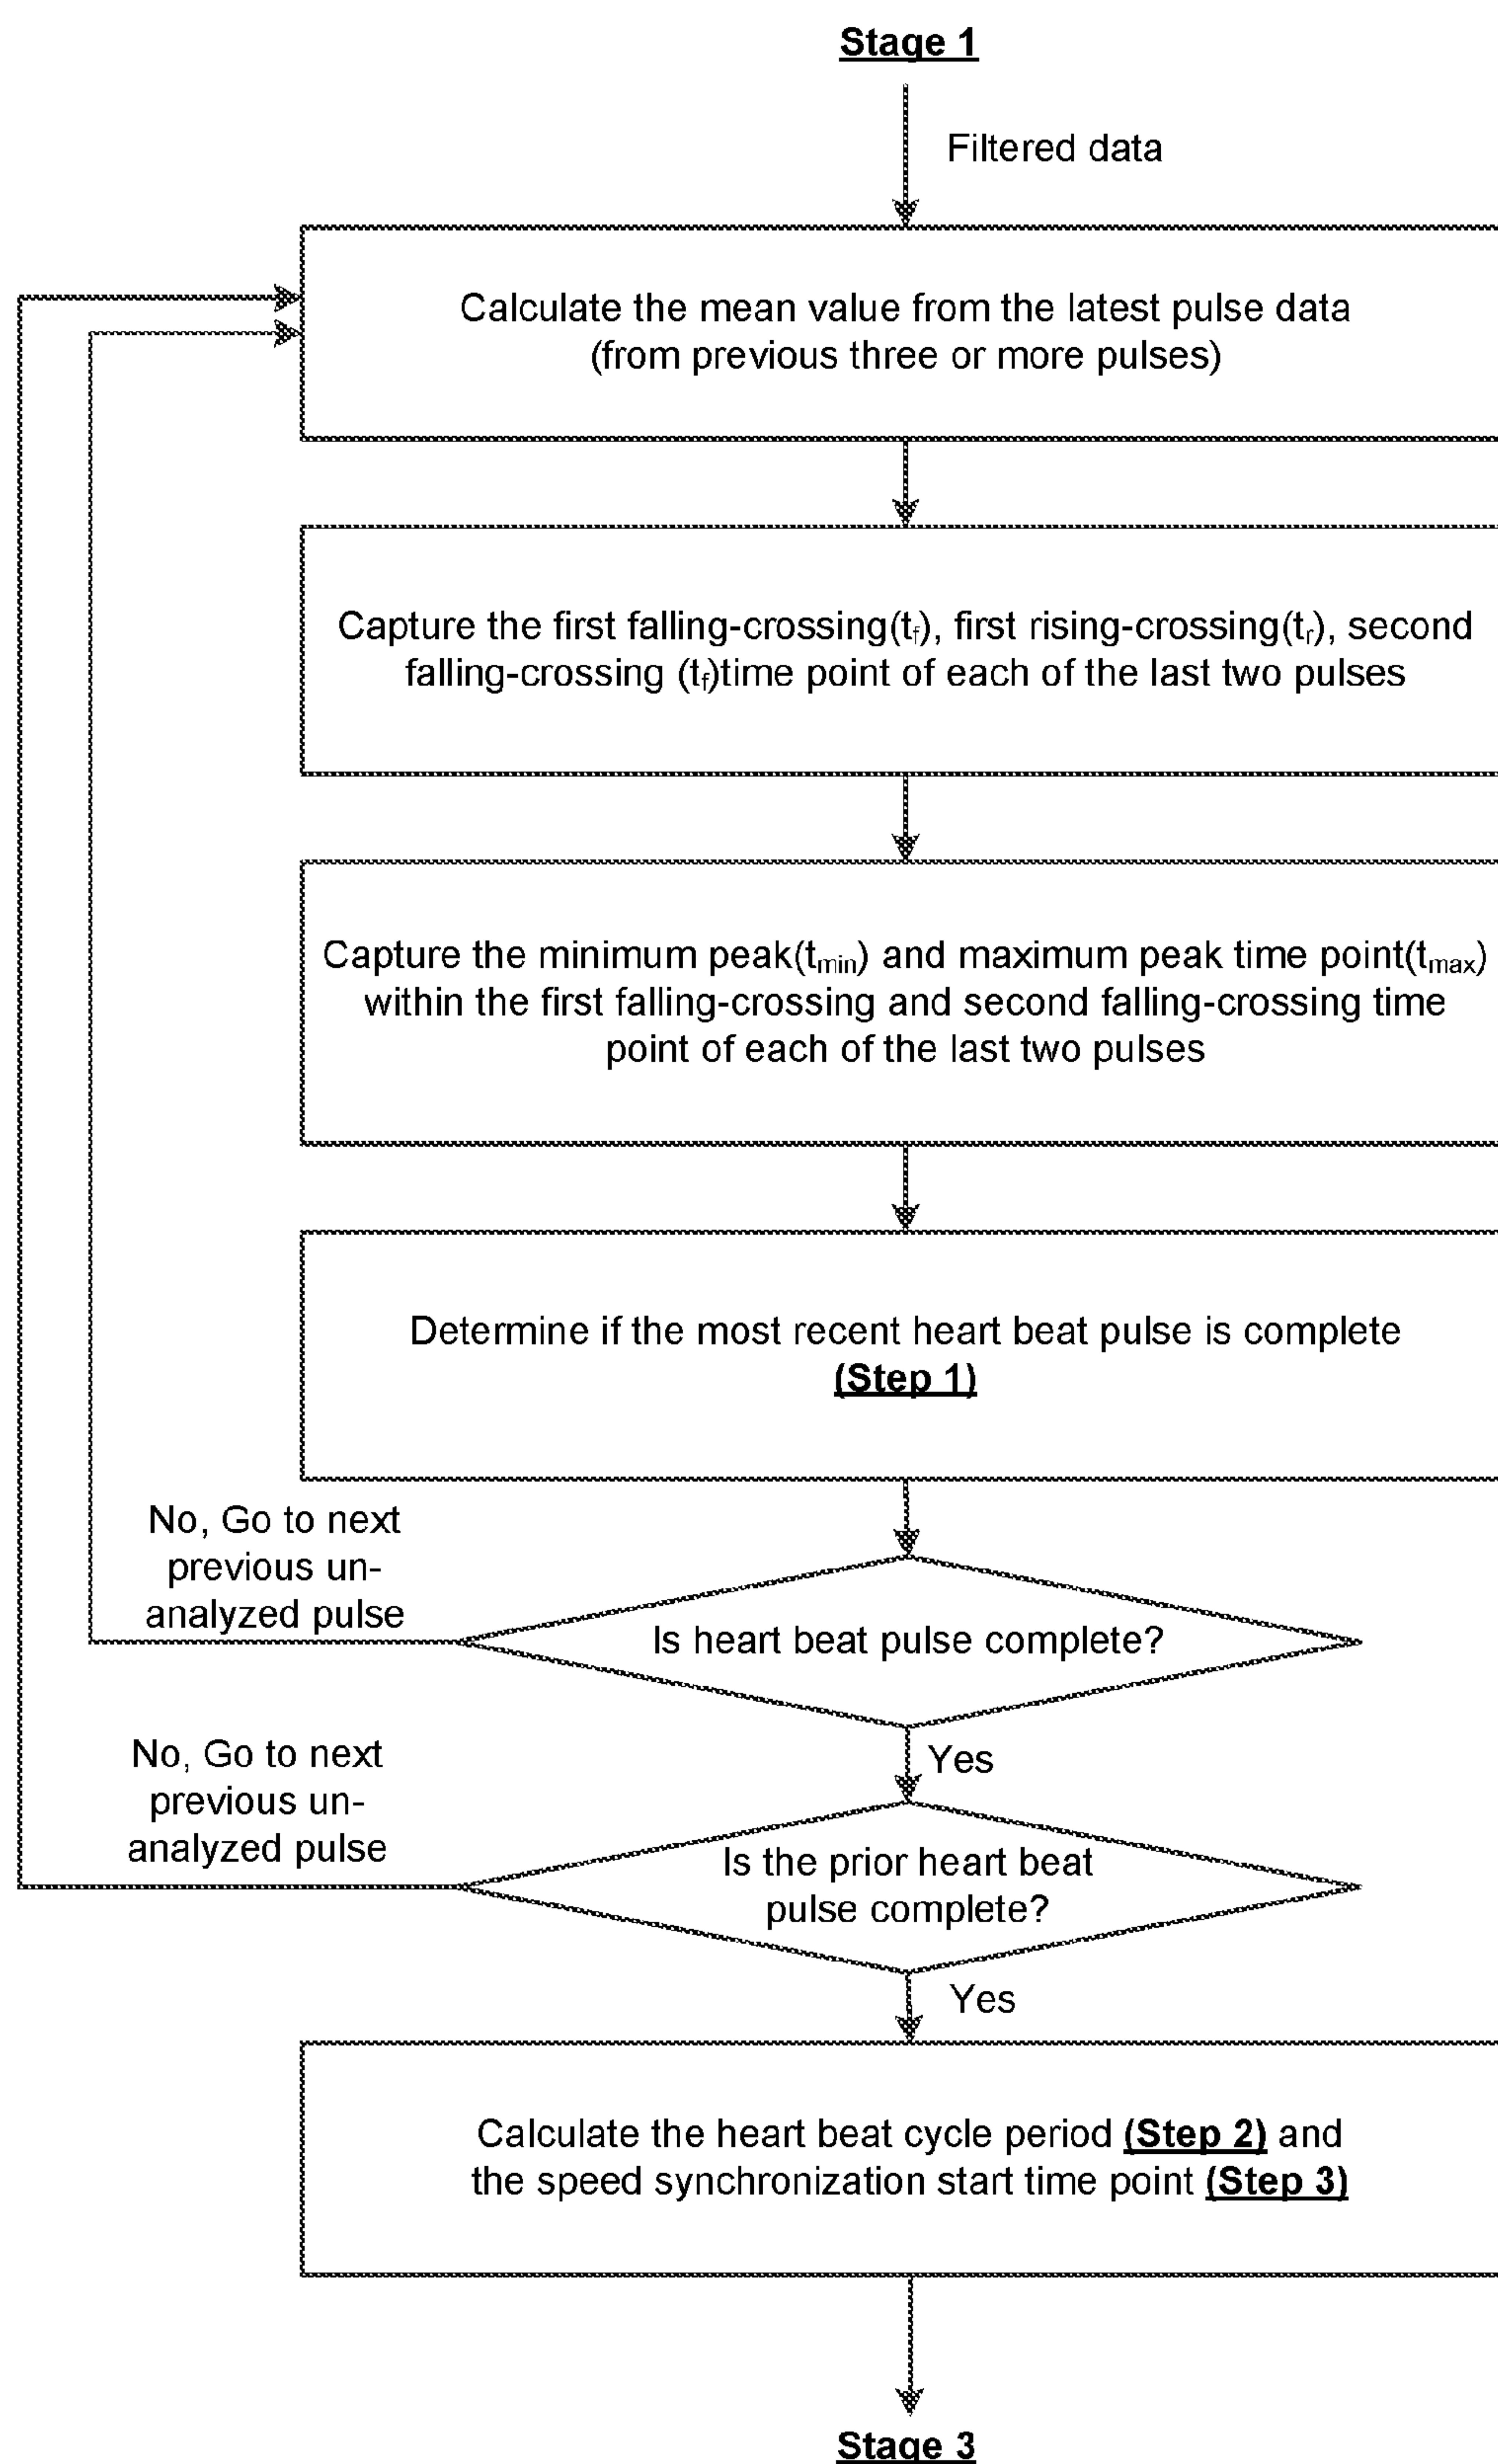 Stage 1
Filtered data
Calculate the mean value from the latest pulse data
(from previous three or more pulses)
Capture the first falling-crossing(tf), first rising-crossing(tr), second
falling-crossing (tf)time point of each of the last two pulses
Capture the minimum peak(tmin) and maximum peak time point(tmax)
within the first falling-crossing and second falling-crossing time
point of each of the last two pulses
Determine if the most recent heart beat pulse is complete
(Step 1)
No, Go to next
previous un-
analyzed pulse
Is heart beat pulse complete?
Yes
No, Go to next
previous un-
analyzed pulse
Is the prior heart beat
pulse complete?
Yes
Calculate the heart beat cycle period (Step 2) and
the speed synchronization start time point (Step 3)
Stage 3